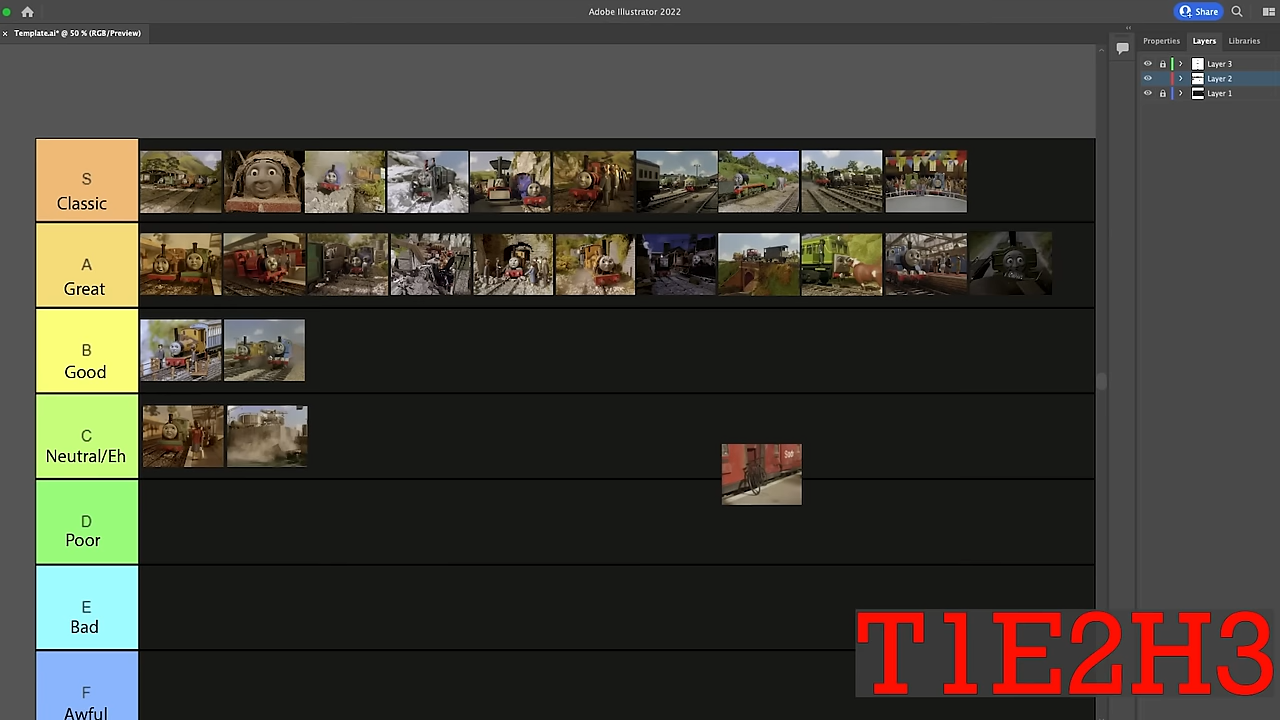 Adobe Illustrator 2022
Share
× Template.ai* @ 50 % (RGB/Preview)
Properties Layers Libraries
Layer 3
Layer 2
Layer 1
S
Classic
A
Great
B
Good
C
Neutral/Eh
D
Poor
E
Bad
F
Awful
T1E2H3